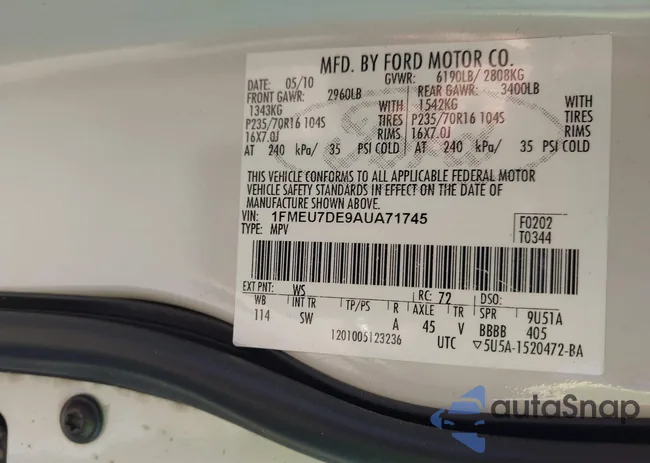 MFD. BY FORD MOTOR CO.
DATE: 05/10 GVWR: 6190LB/ 2808KG
FRONT GAWR: 2960LB REAR GAWR: 3400LB
1343KG WITH 1542KG WITH
P235/70R16 104S TIRES P235/70R16 104S TIRES
16X7.0J RIMS 16X7.0J RIMS
AT 240 kPa/ 35 PSI COLD AT 240 kPa/ 35 PSI COLD
THIS VEHICLE CONFORMS TO ALL APPLICABLE FEDERAL MOTOR
VEHICLE SAFETY STANDARDS IN EFFECT ON THE DATE OF
MANUFACTURE SHOWN ABOVE.
VIN: 1FMEU7DE9AUA71745 F0202
TYPE: MPV T0344
EXT PNT: WS RC: 72 DSO:
WB INT TR TP/PS R AXLE TR SPR 9U51A
114 SW A 45 V BBBB 405
1201005123236 UTC ▽5U5A-1520472-BA
autoSnap